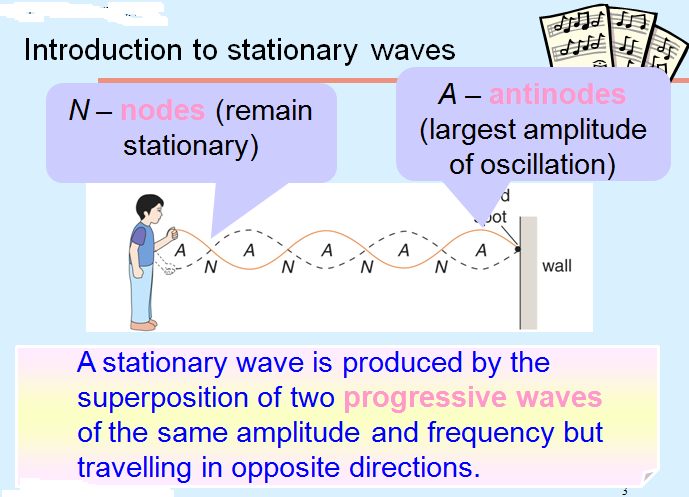 Introduction to stationary waves
N – nodes (remain
stationary)
A – antinodes
(largest amplitude
of oscillation)
A A A A A
N N N N
wall
A stationary wave is produced by the
superposition of two progressive waves
of the same amplitude and frequency but
travelling in opposite directions.